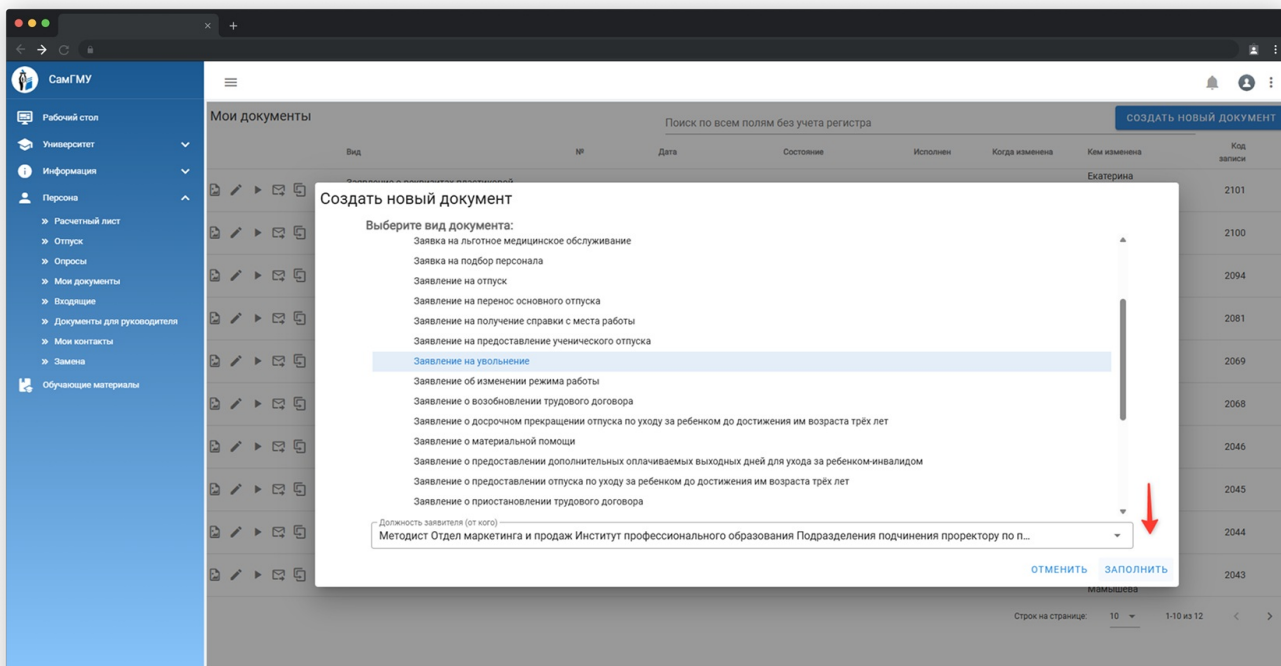 СамГМУ
Рабочий стол
Университет
Информация
Персона
Расчетный лист
Отпуск
Опросы
Мои документы
Входящие
Документы для руководителя
Мои контакты
Замена
Обучающие материалы
Мои документы
Поиск по всем полям без учета регистра
СОЗДАТЬ НОВЫЙ ДОКУМЕНТ
Вид № Дата Состояние Исполнен Когда изменена Кем изменена Код записи
Заявление о реквизитах пластиковой
Екатерина
2101
2100
2094
2081
2069
2068
2046
2045
2044
2043
Создать новый документ
Выберите вид документа:
Заявка на льготное медицинское обслуживание
Заявка на подбор персонала
Заявление на отпуск
Заявление на перенос основного отпуска
Заявление на получение справки с места работы
Заявление на предоставление ученического отпуска
Заявление на увольнение
Заявление об изменении режима работы
Заявление о возобновлении трудового договора
Заявление о досрочном прекращении отпуска по уходу за ребенком до достижения им возраста трёх лет
Заявление о материальной помощи
Заявление о предоставлении дополнительных оплачиваемых выходных дней для ухода за ребенком-инвалидом
Заявление о предоставлении отпуска по уходу за ребенком до достижения им возраста трёх лет
Заявление о приостановлении трудового договора
Должность заявителя (от кого)
Методист Отдел маркетинга и продаж Институт профессионального образования Подразделения подчинения проректору по п...
ОТМЕНИТЬ ЗАПОЛНИТЬ
Мамышева
Строк на странице: 10 1-10 из 12